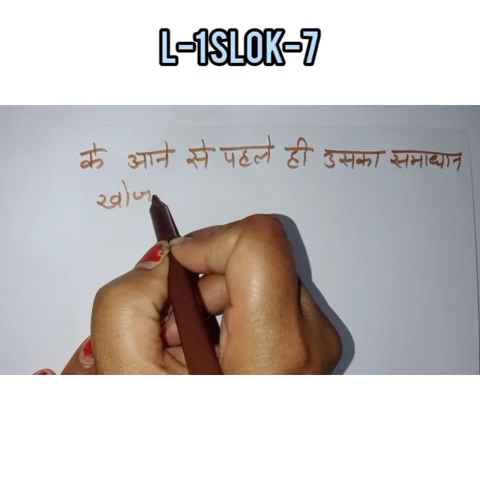 L-1SLOK-7
के आने से पहले ही उसका समाधान
खोज